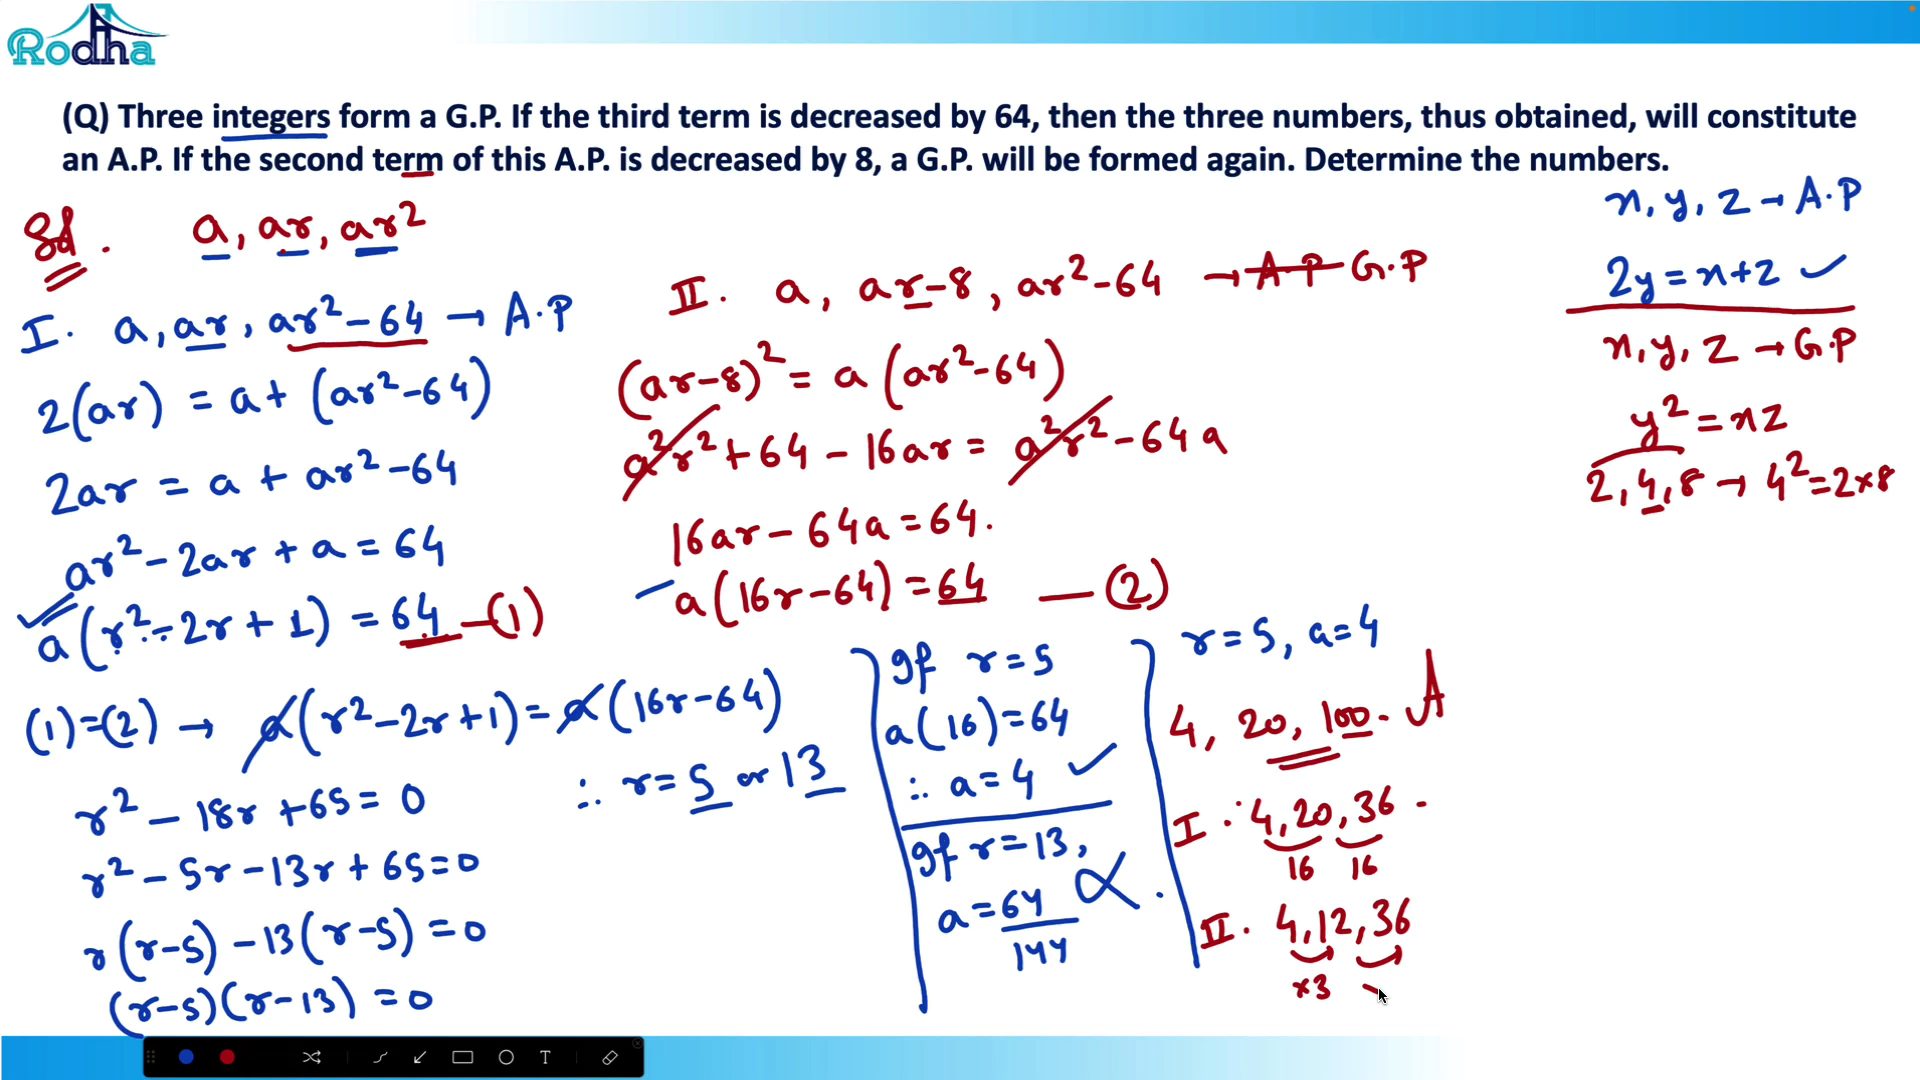 Rodha
(Q) Three integers form a G.P. If the third term is decreased by 64, then the three numbers, thus obtained, will constitute
an A.P. If the second term of this A.P. is decreased by 8, a G.P. will be formed again. Determine the numbers.
Sol. a, ar, ar²
I. a, ar, ar²-64 → A.P
2(ar) = a+(ar²-64)
2ar = a + ar²-64
ar²-2ar+a = 64
a(r²-2r+1) = 64 —(1)
(1)=(2) → a(r²-2r+1) = a(16r-64)
r² - 18r +65 = 0
r² - 5r -13r + 65 = 0
r(r-5) -13(r-5) = 0
(r-5)(r-13) = 0
∴ r = 5 or 13
II. a, ar-8, ar²-64 → A.P G.P
(ar-8)² = a(ar²-64)
a²r²+64 - 16ar = a²r²-64a
16ar - 64a = 64.
a(16r-64) = 64 —(2)
If r=5
a(16)=64
∴ a=4 ✓
If r=13,
a = 64/144
r=5, a=4
4, 20, 100.
I. 4,20,36.
16 16
II. 4,12,36
×3
x, y, z → A.P
2y = x+z ✓
x, y, z → G.P
y² = xz
2,4,8 → 4²=2×8
T